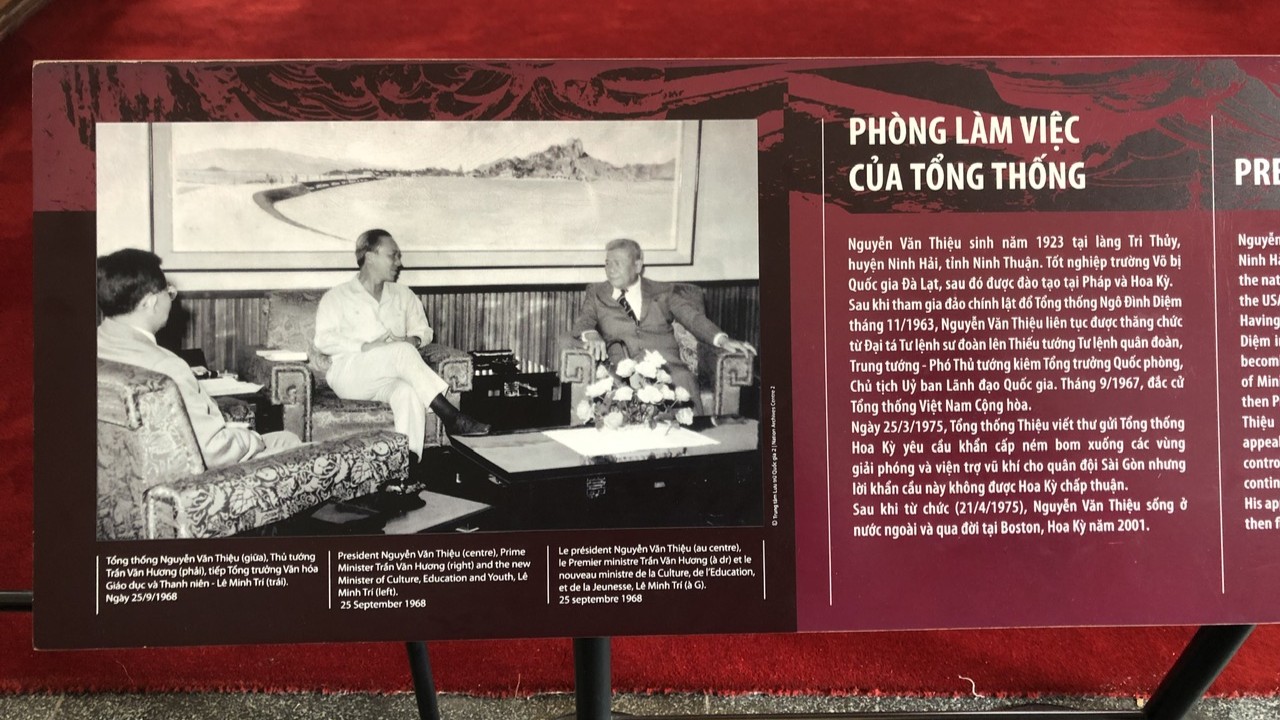 PHÒNG LÀM VIỆC
CỦA TỔNG THỐNG
Nguyễn Văn Thiệu sinh năm 1923 tại làng Tri Thủy,
huyện Ninh Hải, tỉnh Ninh Thuận. Tốt nghiệp trường Võ bị
Quốc gia Đà Lạt, sau đó được đào tạo tại Pháp và Hoa Kỳ.
Sau khi tham gia đảo chính lật đổ Tổng thống Ngô Đình Diệm
tháng 11/1963, Nguyễn Văn Thiệu liên tục được thăng chức
từ Đại tá Tư lệnh sư đoàn lên Thiếu tướng Tư lệnh quân đoàn,
Trung tướng - Phó Thủ tướng kiêm Tổng trưởng Quốc phòng,
Chủ tịch Uỷ ban Lãnh đạo Quốc gia. Tháng 9/1967, đắc cử
Tổng thống Việt Nam Cộng hòa.
Ngày 25/3/1975, Tổng thống Thiệu viết thư gửi Tổng thống
Hoa Kỳ yêu cầu khẩn cấp ném bom xuống các vùng
giải phóng và viện trợ vũ khí cho quân đội Sài Gòn nhưng
lời khẩn cầu này không được Hoa Kỳ chấp thuận.
Sau khi từ chức (21/4/1975), Nguyễn Văn Thiệu sống ở
nước ngoài và qua đời tại Boston, Hoa Kỳ năm 2001.
PRE
Nguyễn
Ninh Hả
the nat
the USA
Having
Diệm i
becom
of Min
then P
Thiệu
appea
contro
contin
His ap
then f
© Trung tâm Lưu trữ Quốc gia 2 | Nation Archives Centre 2
Tổng thống Nguyễn Văn Thiệu (giữa), Thủ tướng
Trần Văn Hương (phải), tiếp Tổng trưởng Văn hóa
Giáo dục và Thanh niên - Lê Minh Trí (trái).
Ngày 25/9/1968
President Nguyễn Văn Thiệu (centre), Prime
Minister Trần Văn Hương (right) and the new
Minister of Culture, Education and Youth, Lê
Minh Trí (left).
25 September 1968
Le président Nguyễn Văn Thiệu (au centre),
le Premier ministre Trần Văn Hương (à dr) et le
nouveau ministre de la Culture, de l'Education,
et de la Jeunesse, Lê Minh Trí (à G).
25 septembre 1968